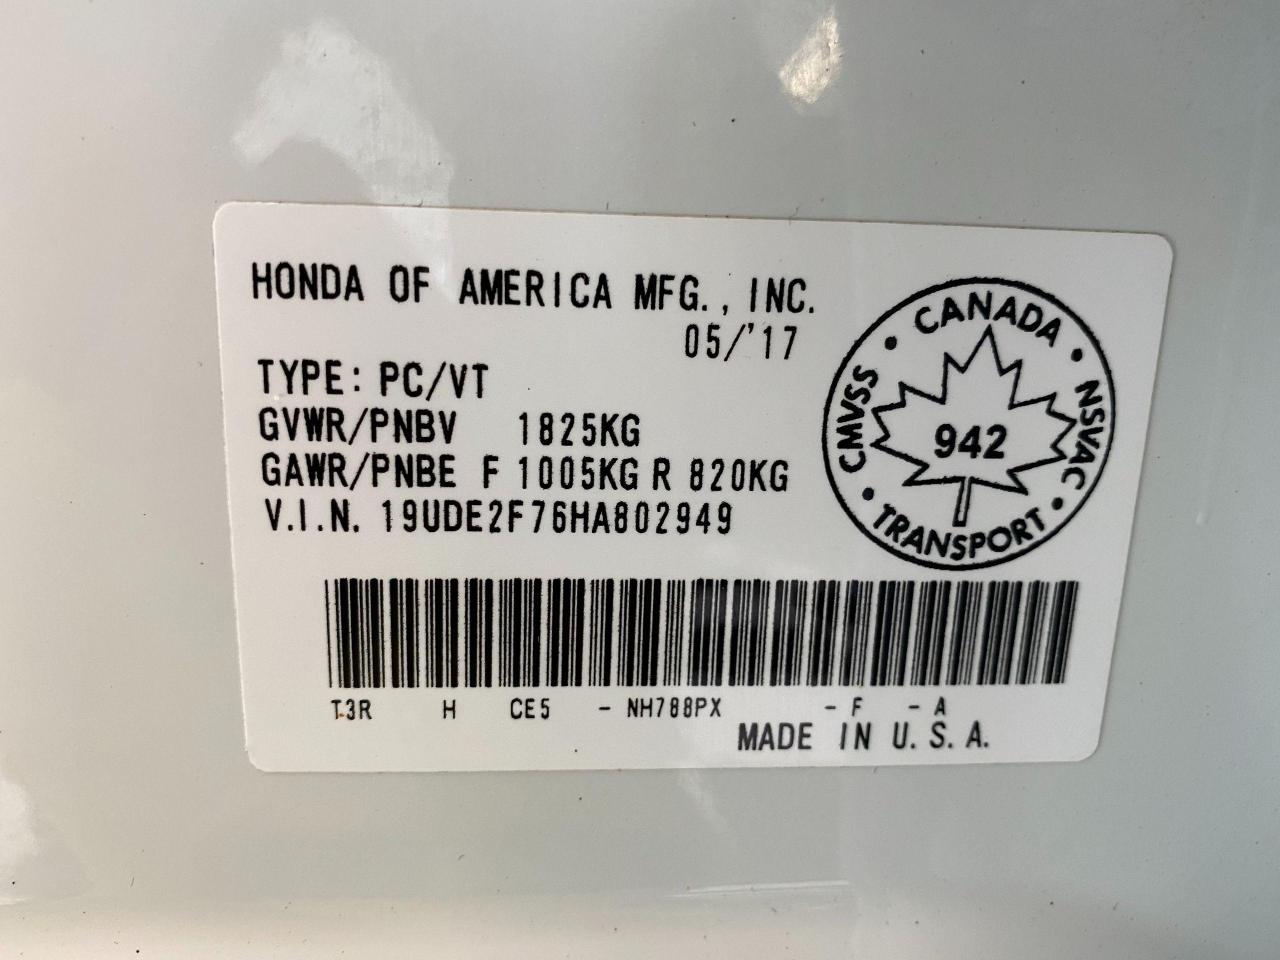 HONDA OF AMERICA MFG., INC.
05/'17
TYPE: PC/VT
GVWR/PNBV 1825KG
GAWR/PNBE F 1005KG R 820KG
V.I.N. 19UDE2F76HA802949
CANADA
CMVSS
NSVAC
942
TRANSPORT
T3R H CE5 - NH788PX - F - A
MADE IN U.S.A.